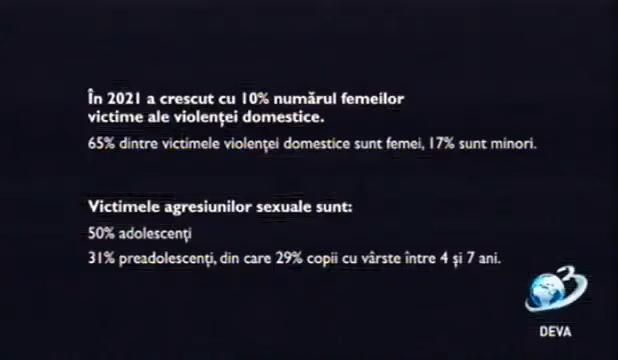 În 2021 a crescut cu 10% numărul femeilor
victime ale violenței domestice.
65% dintre victimele violenței domestice sunt femei, 17% sunt minori.
Victimele agresiunilor sexuale sunt:
50% adolescenți
31% preadolescenți, din care 29% copii cu vârste între 4 și 7 ani.
3
DEVA